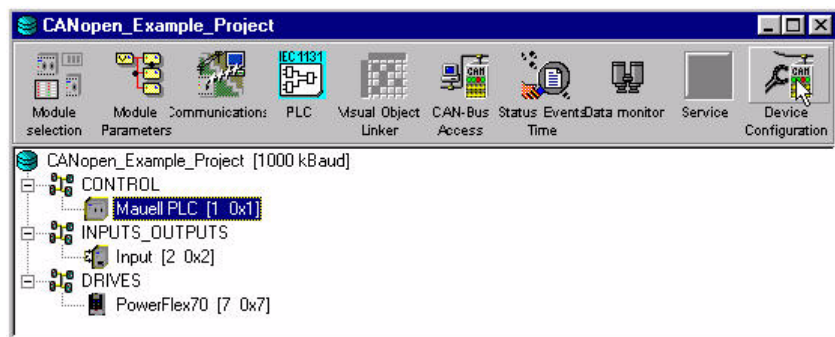 CANopen_Example_Project
IEC 1131
CAN CAN
Module Module Communications PLC Visual Object CAN-Bus Status Events Data monitor Service Device
selection Parameters Linker Access Time Configuration
CANopen_Example_Project [1000 kBaud]
CONTROL
Mauell PLC [1 0x1]
INPUTS_OUTPUTS
Input [2 0x2]
DRIVES
PowerFlex70 [7 0x7]